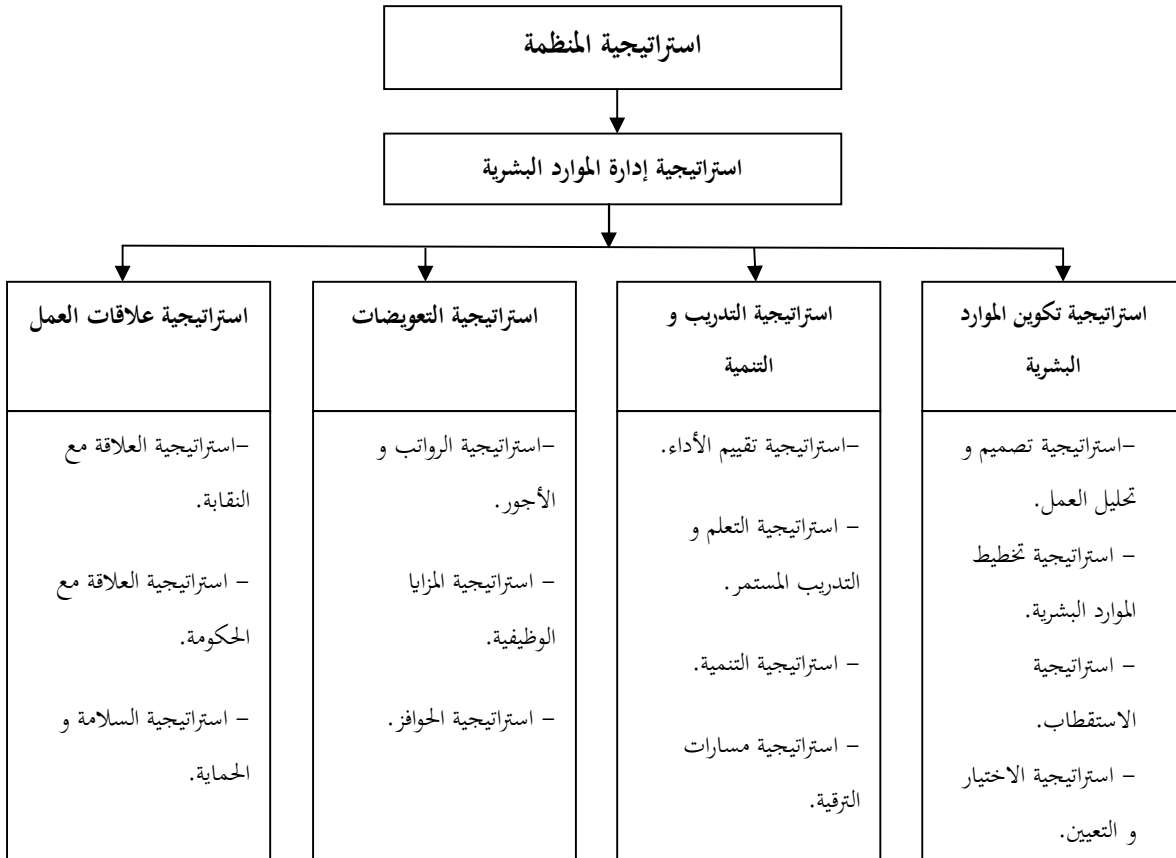 استراتيجية المنظمة
استراتيجية إدارة الموارد البشرية
استراتيجية تكوين الموارد
البشرية
–استراتيجية تصميم و
تحليل العمل.
– استراتيجية تخطيط
الموارد البشرية.
– استراتيجية
الاستقطاب.
– استراتيجية الاختيار
و التعيين.
استراتيجية التدريب و
التنمية
–استراتيجية تقييم الأداء.
– استراتيجية التعلم و
التدريب المستمر.
– استراتيجية التنمية.
– استراتيجية مسارات
الترقية.
استراتيجية التعويضات
–استراتيجية الرواتب و
الأجور.
– استراتيجية المزايا
الوظيفية.
– استراتيجية الحوافز.
استراتيجية علاقات العمل
–استراتيجية العلاقة مع
النقابة.
– استراتيجية العلاقة مع
الحكومة.
– استراتيجية السلامة و
الحماية.